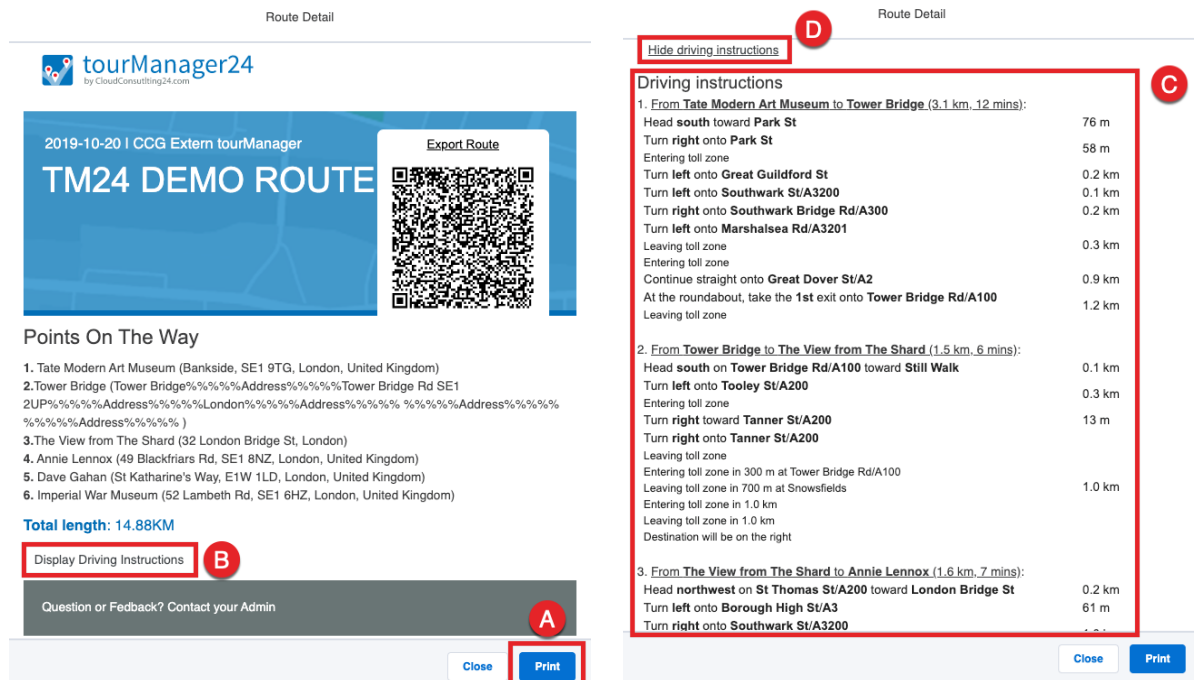 Route Detail
tourManager24
by CloudConsutlting24.com
2019-10-20 I CCG Extern tourManager
TM24 DEMO ROUTE
Export Route
Points On The Way
1. Tate Modern Art Museum (Bankside, SE1 9TG, London, United Kingdom)
2.Tower Bridge (Tower Bridge%%%%%Address%%%%%Tower Bridge Rd SE1
2UP%%%%%Address%%%%%London%%%%%Address%%%%% %%%%%Address%%%%%
%%%%%Address%%%%% )
3.The View from The Shard (32 London Bridge St, London)
4. Annie Lennox (49 Blackfriars Rd, SE1 8NZ, London, United Kingdom)
5. Dave Gahan (St Katharine's Way, E1W 1LD, London, United Kingdom)
6. Imperial War Museum (52 Lambeth Rd, SE1 6HZ, London, United Kingdom)
Total length: 14.88KM
Display Driving Instructions
B
Question or Fedback? Contact your Admin
A
Close
Print
Route Detail
D
Hide driving instructions
C
Driving instructions
1. From Tate Modern Art Museum to Tower Bridge (3.1 km, 12 mins):
Head south toward Park St 76 m
Turn right onto Park St 58 m
Entering toll zone
Turn left onto Great Guildford St 0.2 km
Turn left onto Southwark St/A3200 0.1 km
Turn right onto Southwark Bridge Rd/A300 0.2 km
Turn left onto Marshalsea Rd/A3201
Leaving toll zone 0.3 km
Entering toll zone
Continue straight onto Great Dover St/A2 0.9 km
At the roundabout, take the 1st exit onto Tower Bridge Rd/A100 1.2 km
Leaving toll zone
2. From Tower Bridge to The View from The Shard (1.5 km, 6 mins):
Head south on Tower Bridge Rd/A100 toward Still Walk 0.1 km
Turn left onto Tooley St/A200 0.3 km
Entering toll zone
Turn right toward Tanner St/A200 13 m
Turn right onto Tanner St/A200
Leaving toll zone
Entering toll zone in 300 m at Tower Bridge Rd/A100
Leaving toll zone in 700 m at Snowsfields 1.0 km
Entering toll zone in 1.0 km
Leaving toll zone in 1.0 km
Destination will be on the right
3. From The View from The Shard to Annie Lennox (1.6 km, 7 mins):
Head northwest on St Thomas St/A200 toward London Bridge St 0.2 km
Turn left onto Borough High St/A3 61 m
Turn right onto Southwark St/A3200
Close
Print